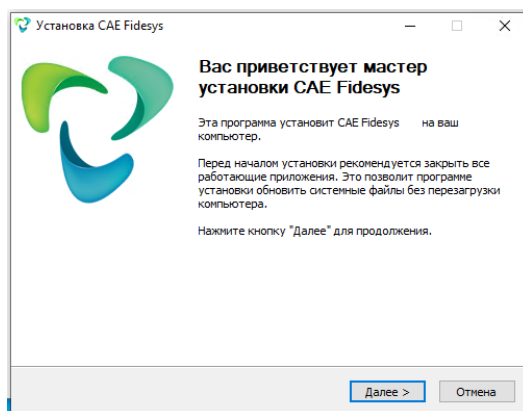 Установка CAE Fidesys
Вас приветствует мастер
установки CAE Fidesys
Эта программа установит CAE Fidesys на ваш
компьютер.
Перед началом установки рекомендуется закрыть все
работающие приложения. Это позволит программе
установки обновить системные файлы без перезагрузки
компьютера.
Нажмите кнопку "Далее" для продолжения.
Далее >
Отмена